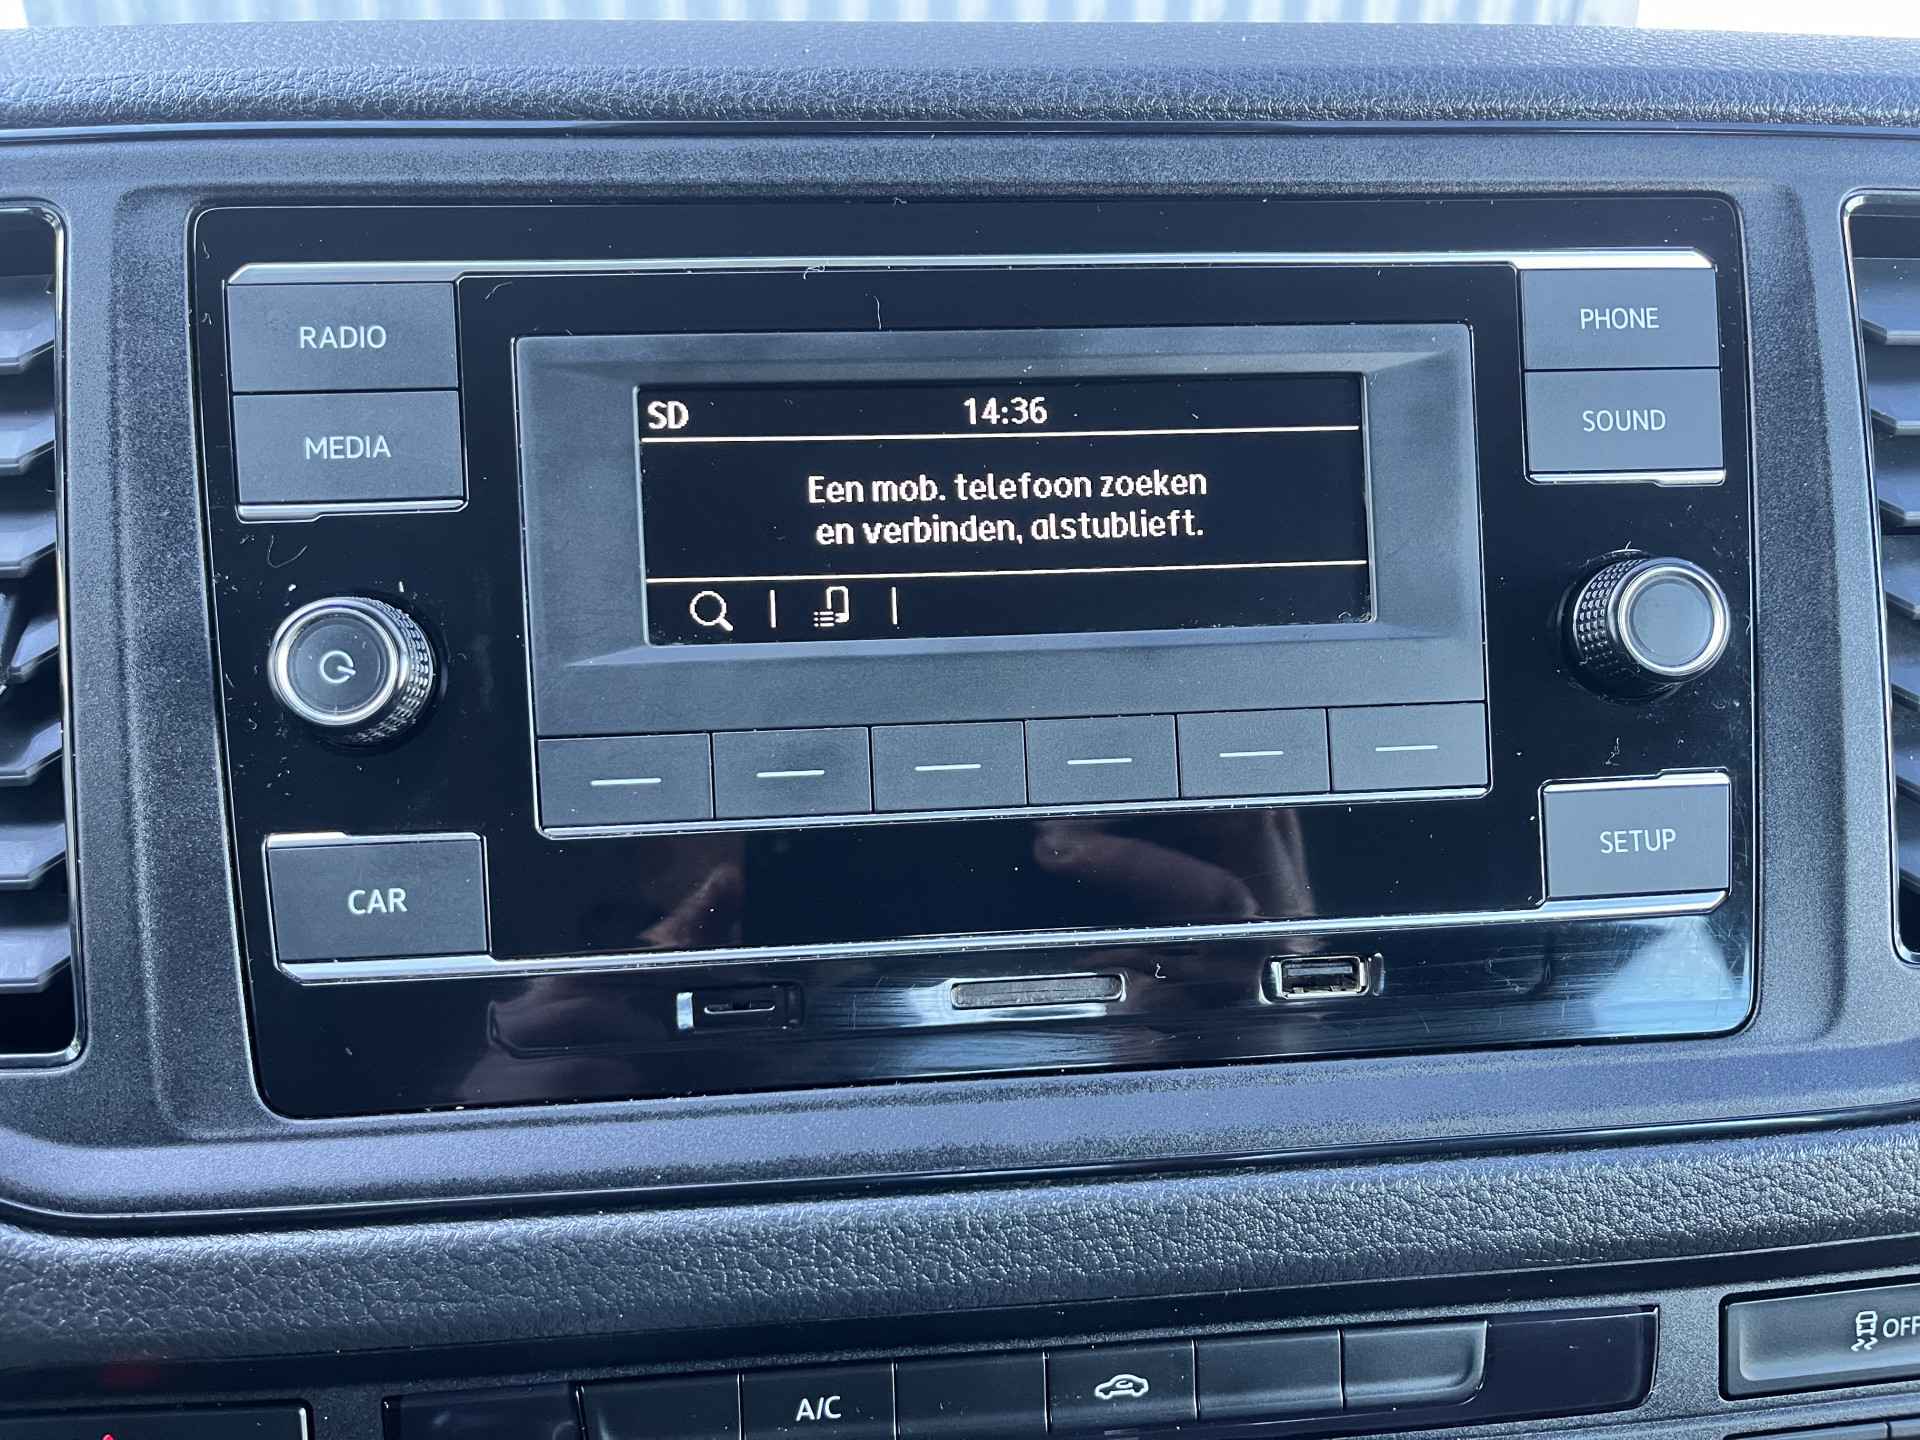 RADIO
MEDIA
PHONE
SOUND
SD 14:36
Een mob. telefoon zoeken
en verbinden, alstublieft.
CAR
SETUP
A/C
OFF